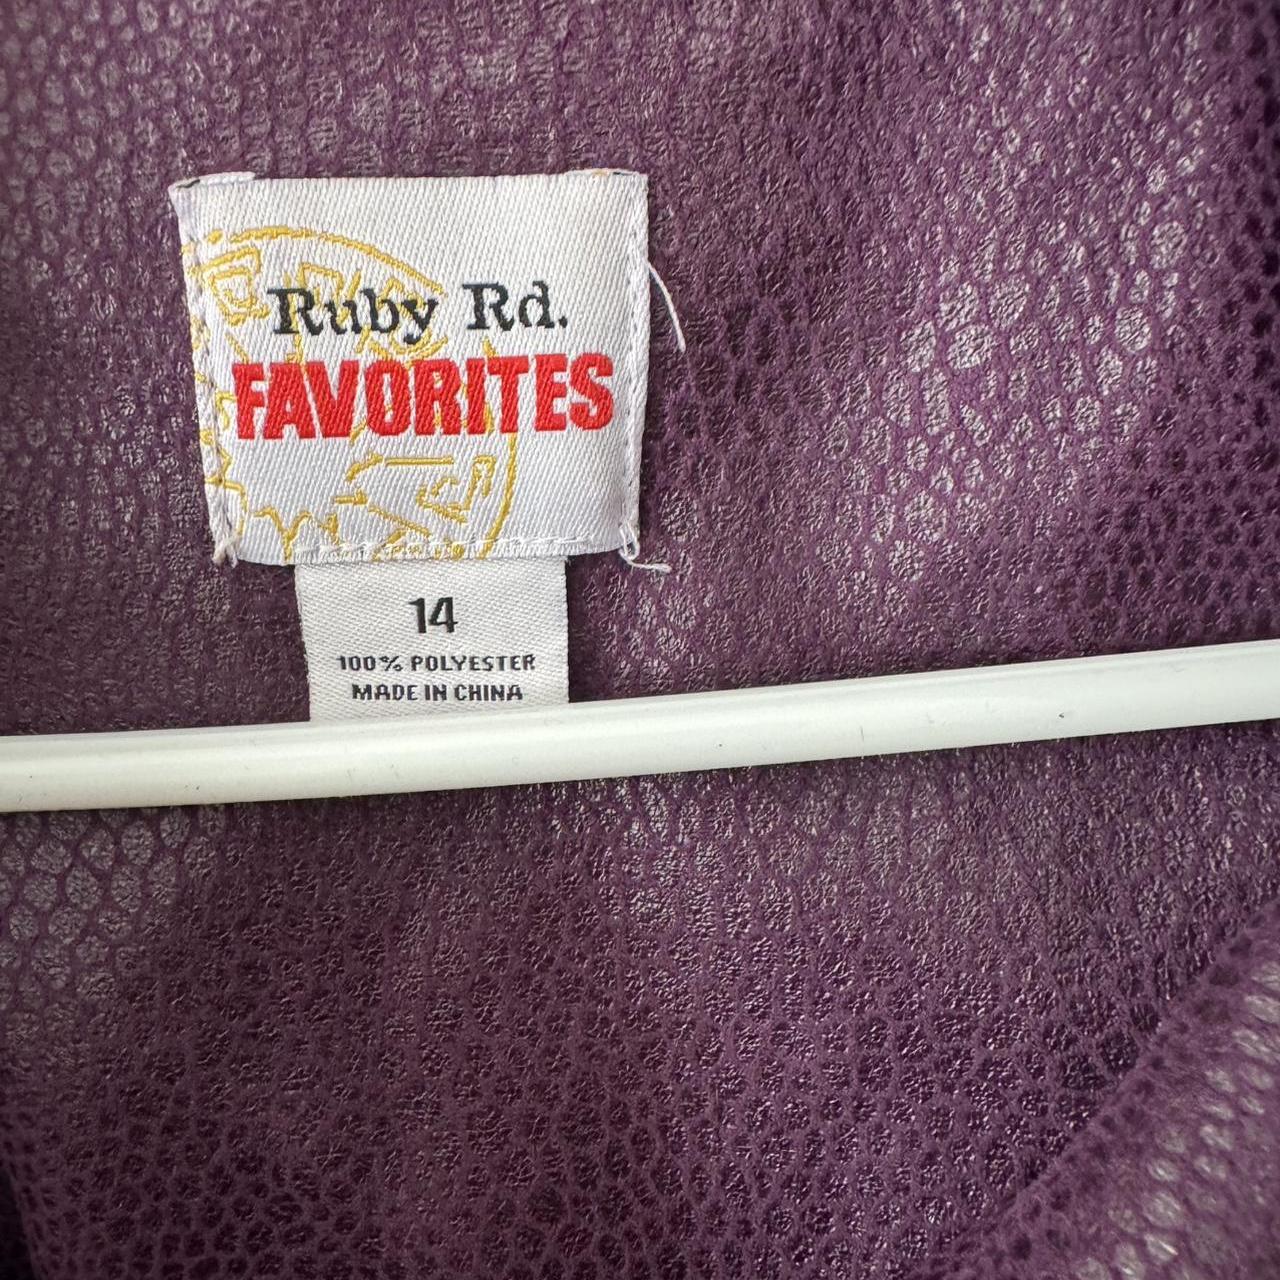 Ruby Rd.
FAVORITES
14
100% POLYESTER
MADE IN CHINA